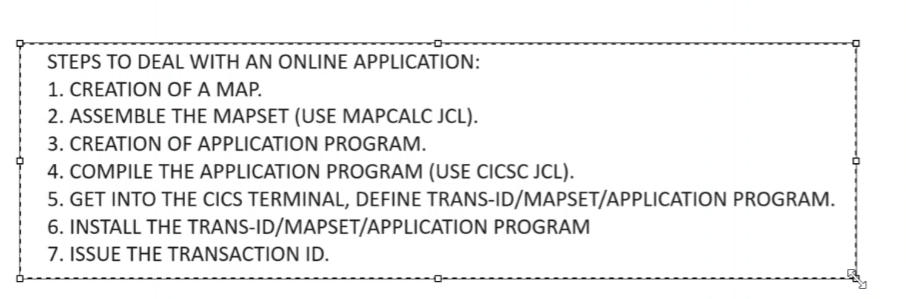 STEPS TO DEAL WITH AN ONLINE APPLICATION:
1. CREATION OF A MAP.
2. ASSEMBLE THE MAPSET (USE MAPCALC JCL).
3. CREATION OF APPLICATION PROGRAM.
4. COMPILE THE APPLICATION PROGRAM (USE CICSC JCL).
5. GET INTO THE CICS TERMINAL, DEFINE TRANS-ID/MAPSET/APPLICATION PROGRAM.
6. INSTALL THE TRANS-ID/MAPSET/APPLICATION PROGRAM
7. ISSUE THE TRANSACTION ID.